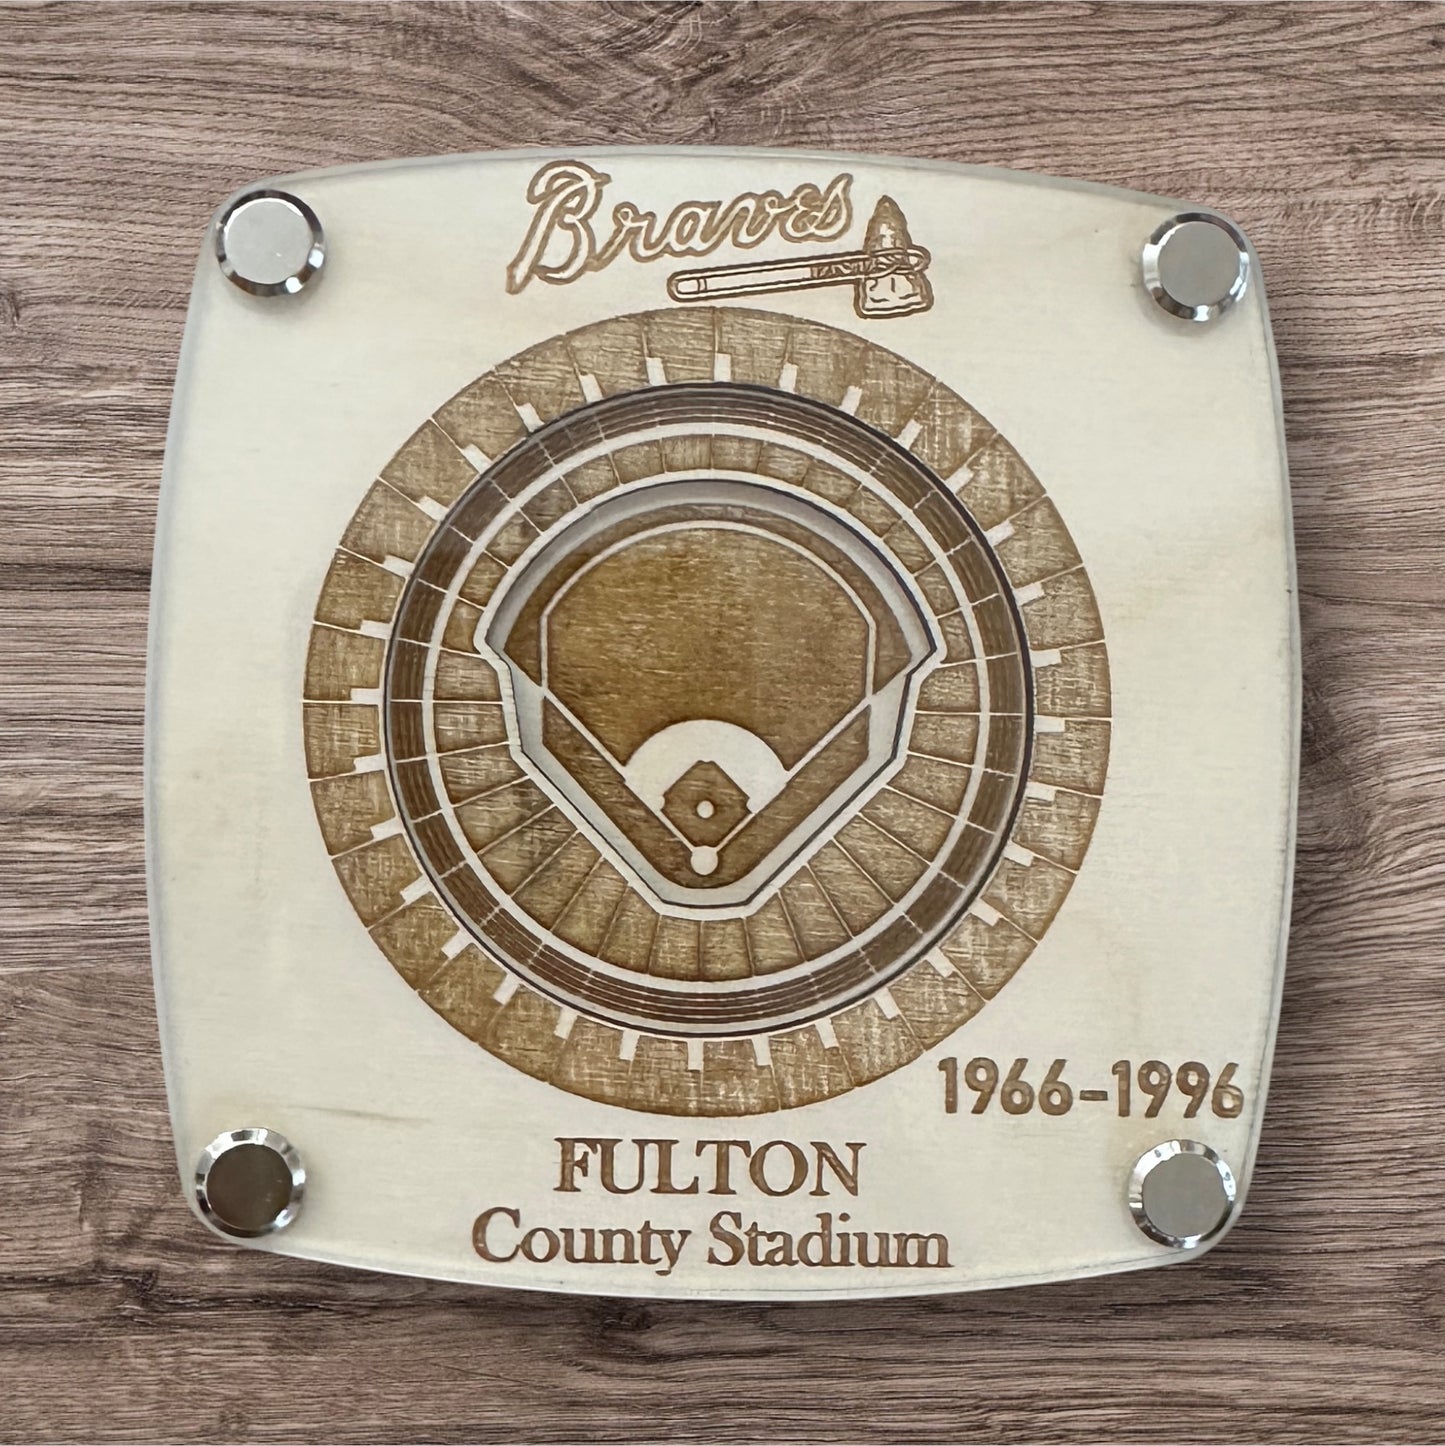 Braves
1966-1996
FULTON
County Stadium